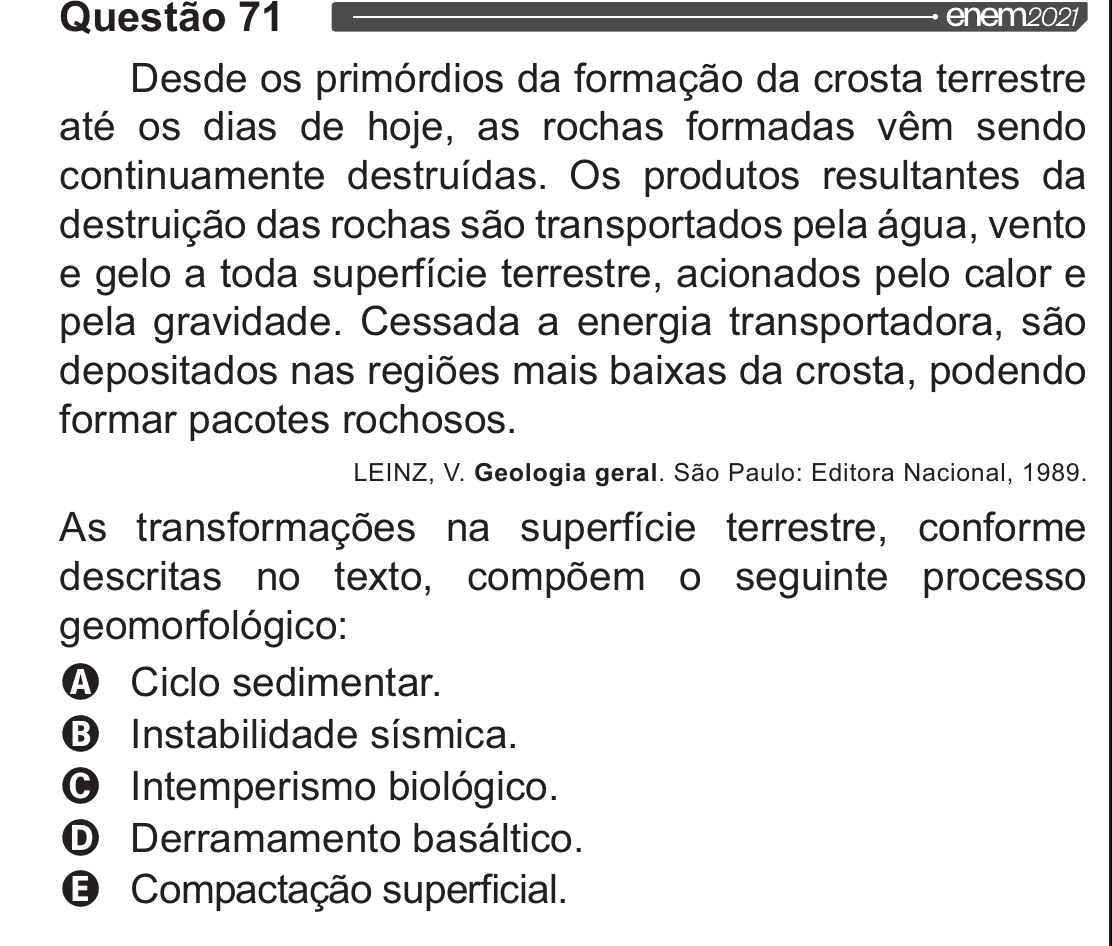 Questão 71
enem2021
Desde os primórdios da formação da crosta terrestre
até os dias de hoje, as rochas formadas vêm sendo
continuamente destruídas. Os produtos resultantes da
destruição das rochas são transportados pela água, vento
e gelo a toda superfície terrestre, acionados pelo calor e
pela gravidade. Cessada a energia transportadora, são
depositados nas regiões mais baixas da crosta, podendo
formar pacotes rochosos.
LEINZ, V. Geologia geral. São Paulo: Editora Nacional, 1989.
As transformações na superfície terrestre, conforme
descritas no texto, compõem o seguinte processo
geomorfológico:
A Ciclo sedimentar.
B Instabilidade sísmica.
C Intemperismo biológico.
D Derramamento basáltico.
E Compactação superficial.